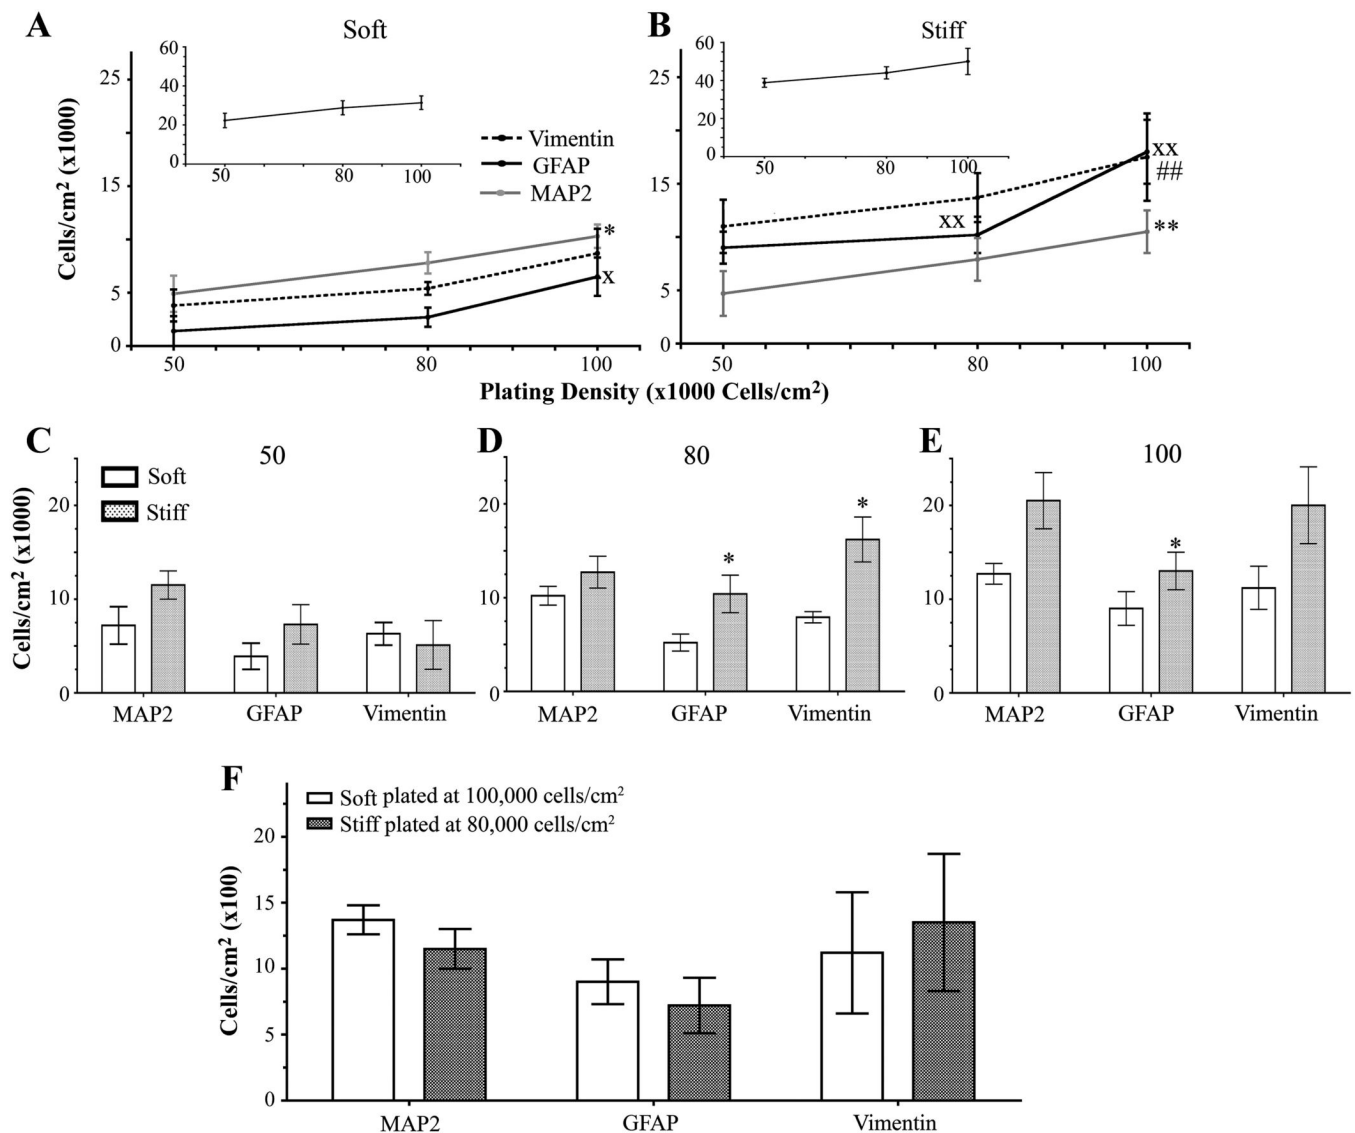 A
Soft
60
40
20
0
50
80
100
25
15
5
0
50
80
100
Cells/cm² (x1000)
Vimentin
GFAP
MAP2
*
x
B
Stiff
60
40
20
0
50
80
100
25
15
5
0
50
80
100
xx
xx
##
**
Plating Density (x1000 Cells/cm²)
C
50
Soft
Stiff
20
10
0
Cells/cm² (x1000)
MAP2
GFAP
Vimentin
D
80
20
10
0
*
*
MAP2
GFAP
Vimentin
E
100
20
10
0
*
MAP2
GFAP
Vimentin
F
Soft plated at 100,000 cells/cm²
Stiff plated at 80,000 cells/cm²
20
15
10
5
0
Cells/cm² (x100)
MAP2
GFAP
Vimentin